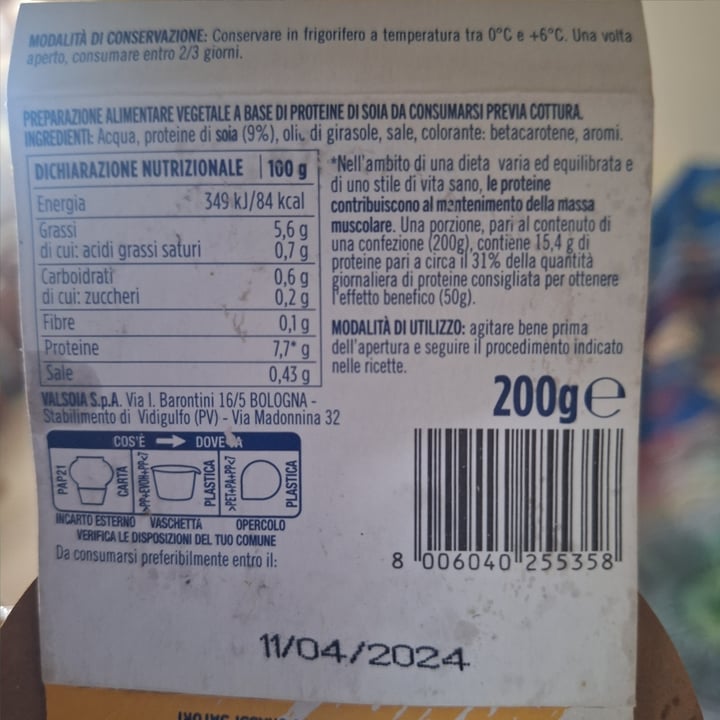 MODALITÀ DI CONSERVAZIONE: Conservare in frigorifero a temperatura tra 0°C e +6°C. Una volta
aperto, consumare entro 2/3 giorni.
PREPARAZIONE ALIMENTARE VEGETALE A BASE DI PROTEINE DI SOIA DA CONSUMARSI PREVIA COTTURA.
INGREDIENTI: Acqua, proteine di soia (9%), olio di girasole, sale, colorante: betacarotene, aromi.
DICHIARAZIONE NUTRIZIONALE 100 g
Energia 349 kJ/84 kcal
Grassi 5,6 g
di cui: acidi grassi saturi 0,7 g
Carboidrati 0,6 g
di cui: zuccheri 0,2 g
Fibre 0,1 g
Proteine 7,7* g
Sale 0,43 g
*Nell'ambito di una dieta varia ed equilibrata e
di uno stile di vita sano, le proteine
contribuiscono al mantenimento della massa
muscolare. Una porzione, pari al contenuto di
una confezione (200g), contiene 15,4 g di
proteine pari a circa il 31% della quantità
giornaliera di proteine consigliata per ottenere
l'effetto benefico (50g).
MODALITÀ DI UTILIZZO: agitare bene prima
dell'apertura e seguire il procedimento indicato
nelle ricette.
200g e
VALSOIA S.p.A. Via I. Barontini 16/5 BOLOGNA -
Stabilimento di Vidigulfo (PV) - Via Madonnina 32
COS'È DOVE VA
PAP21 CARTA >PP+EVOH+PP<7 PLASTICA >PET+PA+PP<7 PLASTICA
INCARTO ESTERNO VASCHETTA OPERCOLO
VERIFICA LE DISPOSIZIONI DEL TUO COMUNE
Da consumarsi preferibilmente entro il:
8 006040 255358
11/04/2024